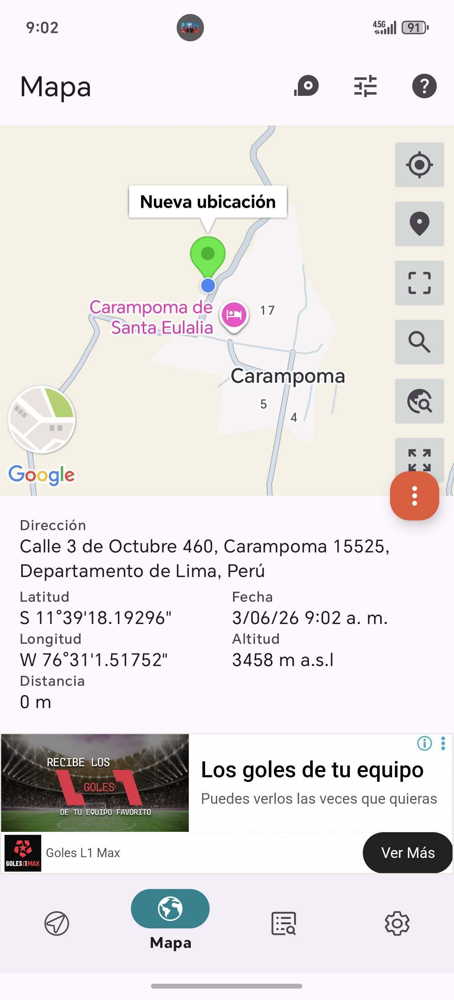 9:02
4.5G
91
Mapa
Nueva ubicación
Carampoma de
Santa Eulalia
17
Carampoma
5
4
Google
Dirección
Calle 3 de Octubre 460, Carampoma 15525,
Departamento de Lima, Perú
Latitud
Fecha
S 11°39'18.19296"
3/06/26 9:02 a. m.
Longitud
Altitud
W 76°31'1.51752"
3458 m a.s.l
Distancia
0 m
RECIBE LOS
GOLES
DE TU EQUIPO FAVORITO
Los goles de tu equipo
Puedes verlos las veces que quieras
GOLES L1 MAX
Goles L1 Max
Ver Más
Mapa